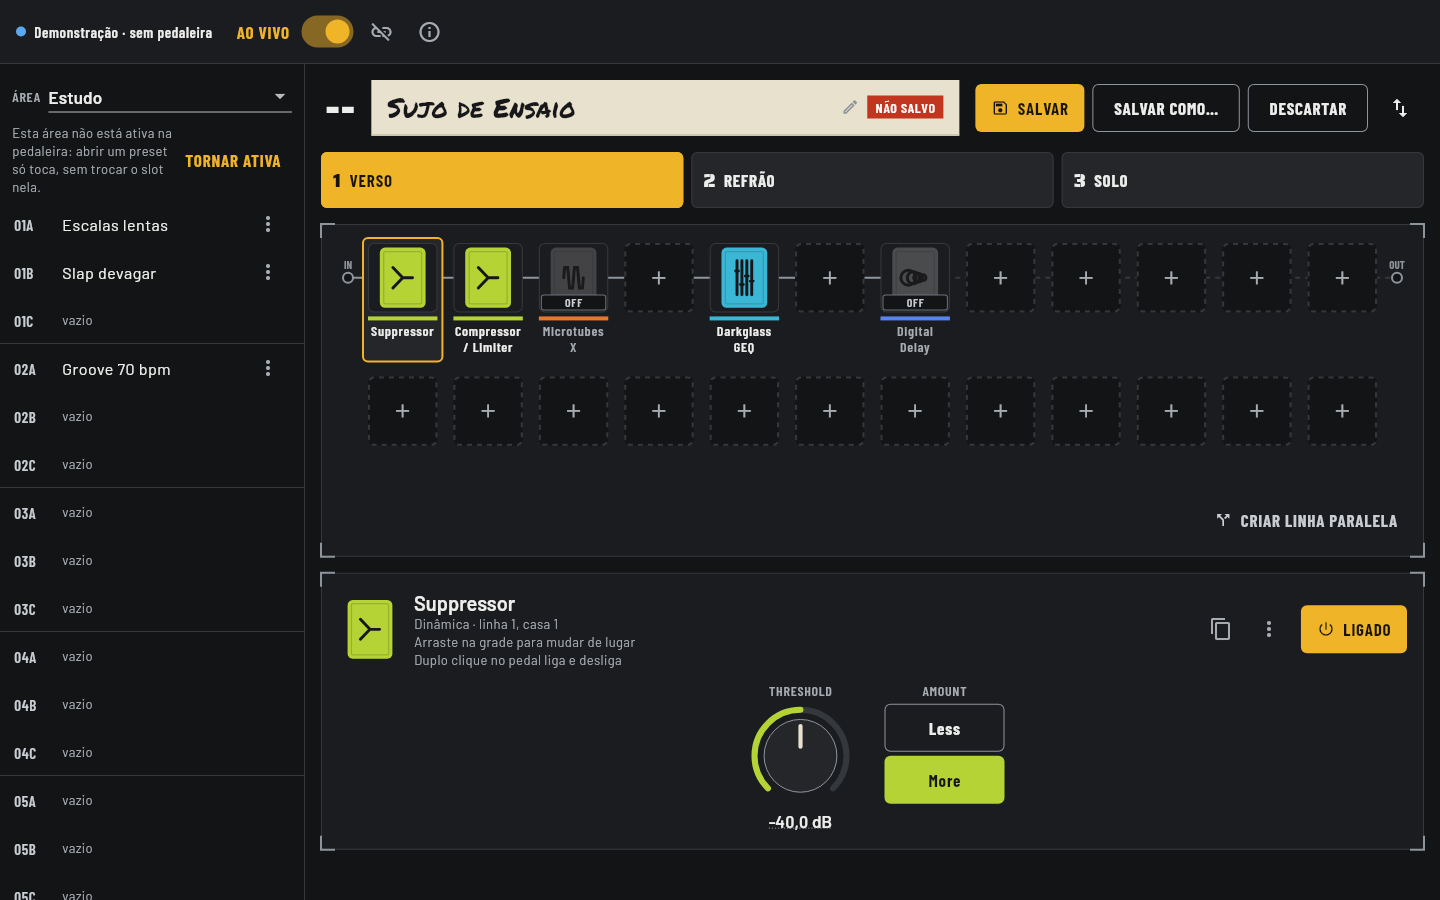 Demonstração · sem pedaleira
AO VIVO
ÁREA Estudo
Esta área não está ativa na
pedaleira: abrir um preset
só toca, sem trocar o slot
nela.
TORNAR ATIVA
01A Escalas lentas
01B Slap devagar
01C vazio
02A Groove 70 bpm
02B vazio
02C vazio
03A vazio
03B vazio
03C vazio
04A vazio
04B vazio
04C vazio
05A vazio
05B vazio
05C vazio
-- Sujo de Ensaio
NÃO SALVO
SALVAR
SALVAR COMO...
DESCARTAR
1 VERSO
2 REFRÃO
3 SOLO
IN
OFF
OFF
OUT
Suppressor
Compressor
/ Limiter
Microtubes
X
Darkglass
GEQ
Digital
Delay
CRIAR LINHA PARALELA
Suppressor
Dinâmica · linha 1, casa 1
Arraste na grade para mudar de lugar
Duplo clique no pedal liga e desliga
LIGADO
THRESHOLD
-40,0 dB
AMOUNT
Less
More